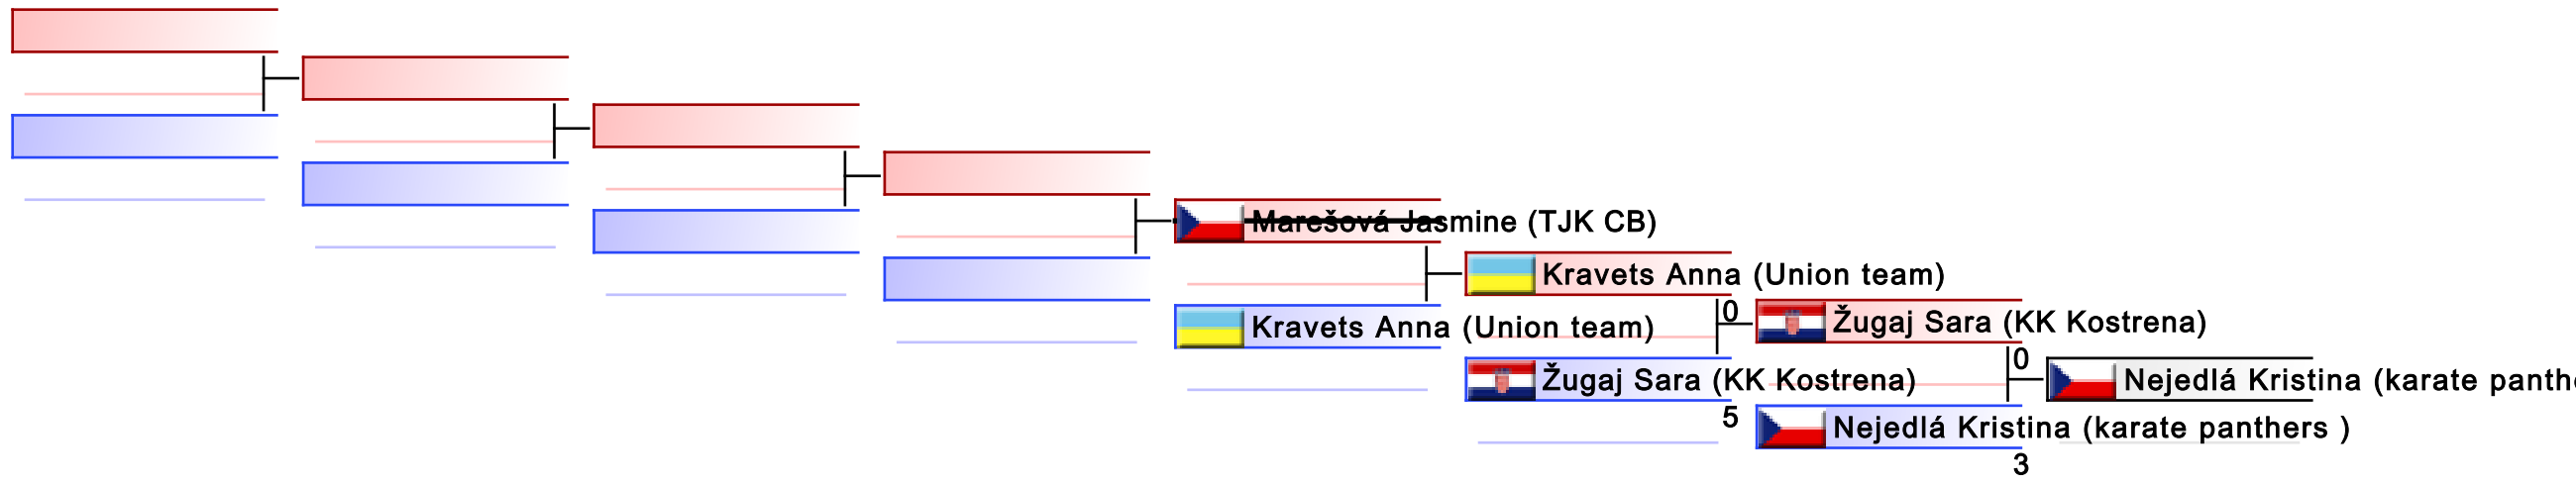 Marešová Jasmine (TJK CB)
Kravets Anna (Union team)
Kravets Anna (Union team)
0
Žugaj Sara (KK Kostrena)
Žugaj Sara (KK Kostrena)
5
0
Nejedlá Kristina (karate panthe
Nejedlá Kristina (karate panthers )
3